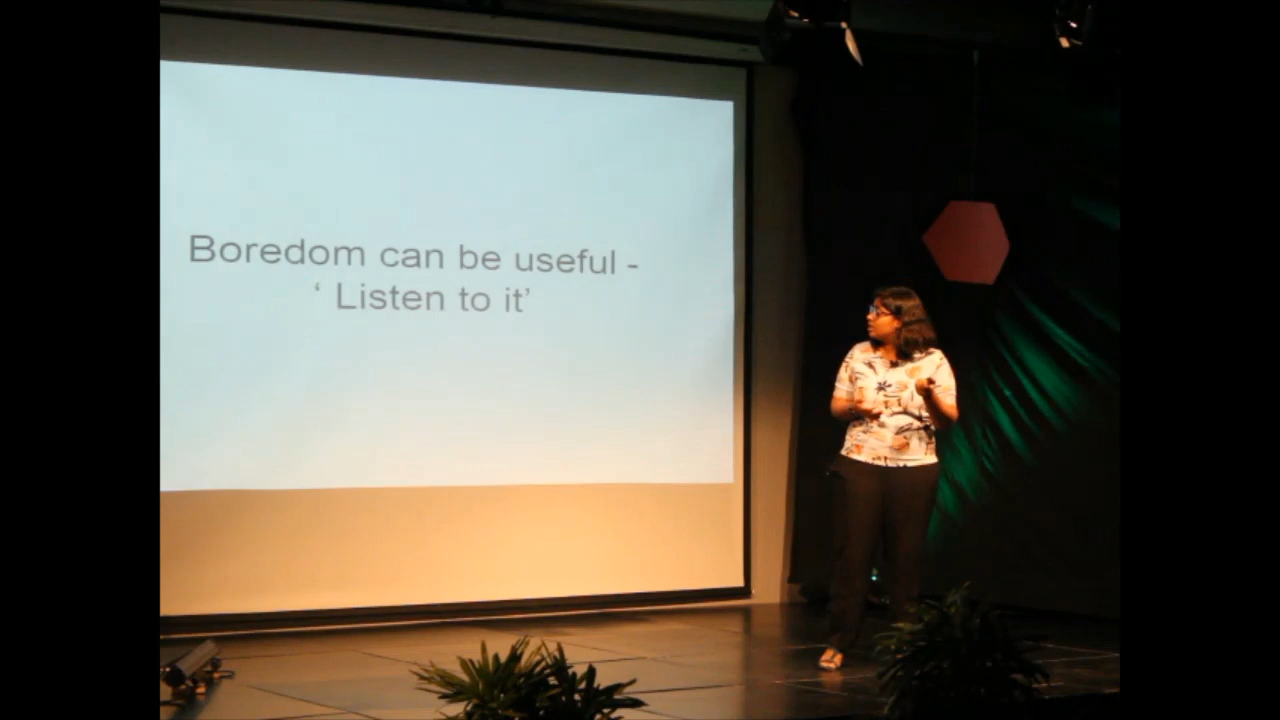 Boredom can be useful -
‘ Listen to it’